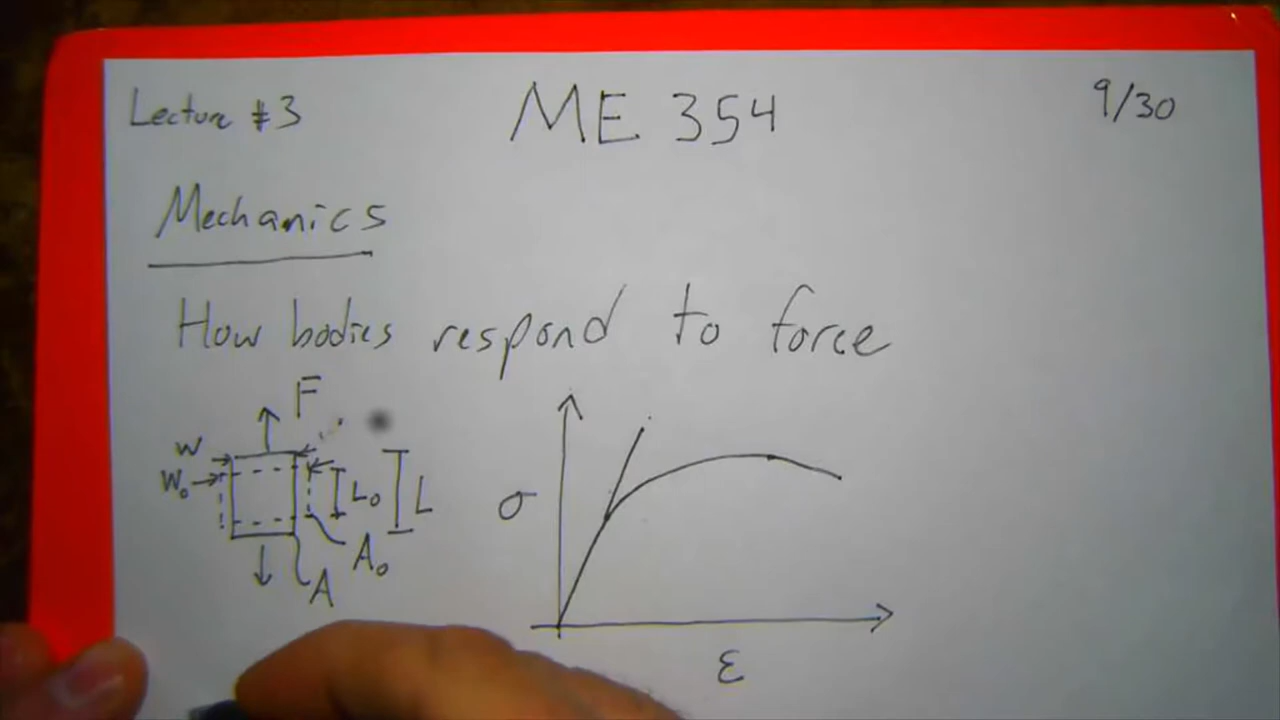 Lecture #3
ME 354
9/30
Mechanics
How bodies respond to force
F
W
W₀
L₀
L
A₀
A
σ
ε